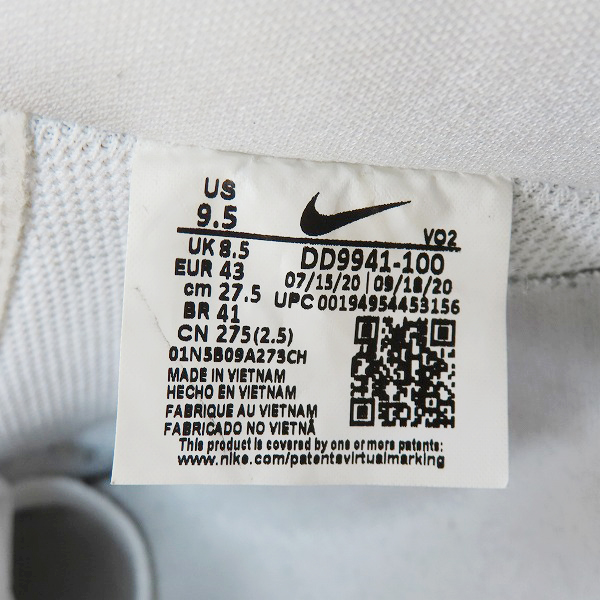 US
9.5
VO2
UK 8.5
DD9941-100
EUR 43
07/15/20 | 09/18/20
cm 27.5
UPC 00194954453156
BR 41
CN 275(2.5)
01N5B09A273CH
MADE IN VIETNAM
HECHO EN VIETNAM
FABRIQUE AU VIETNAM
FABRICADO NO VIETNÃ
This product is covered by one or more patents:
www.nike.com/patentsvirtualmarking